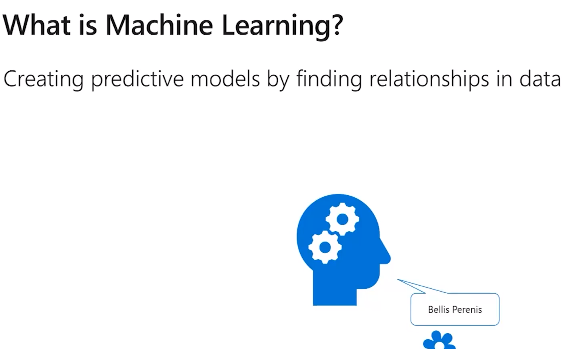 What is Machine Learning?
Creating predictive models by finding relationships in data
Bellis Perenis